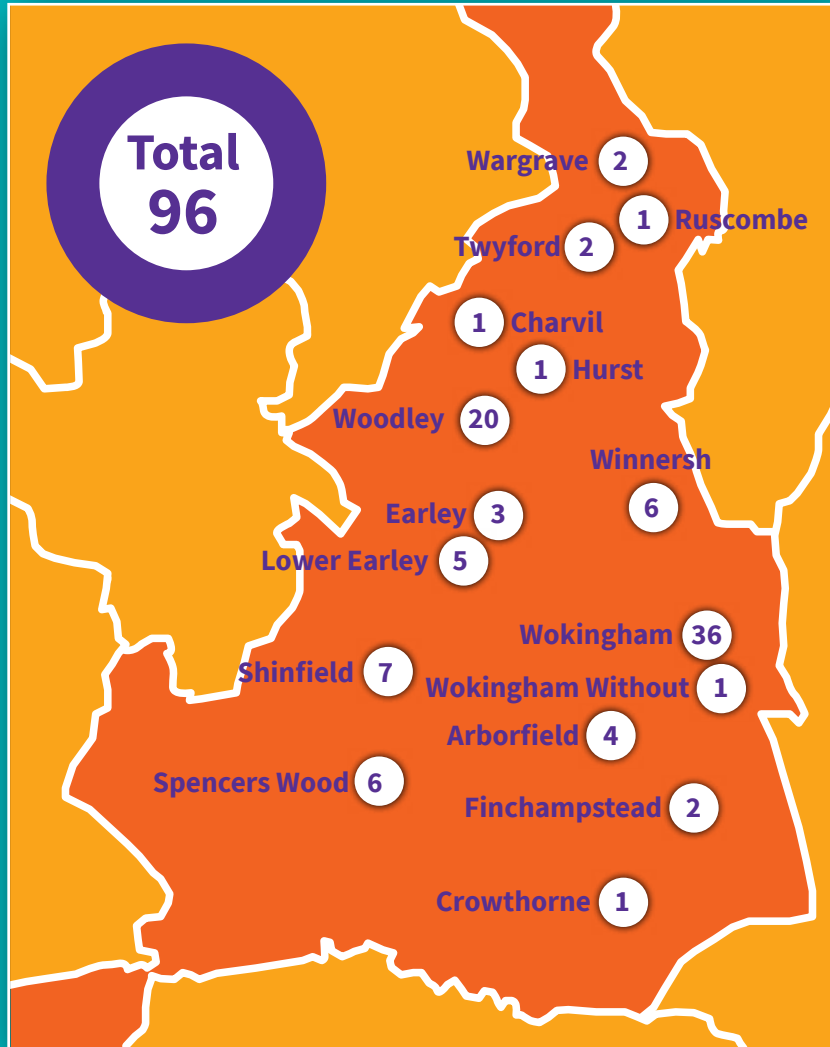 Total
96
Wargrave 2
1 Ruscombe
Twyford 2
1 Charvil
1 Hurst
Woodley 20
Winnersh
6
Earley 3
Lower Earley 5
Wokingham 36
Shinfield 7
Wokingham Without 1
Arborfield 4
Spencers Wood 6
Finchampstead 2
Crowthorne 1